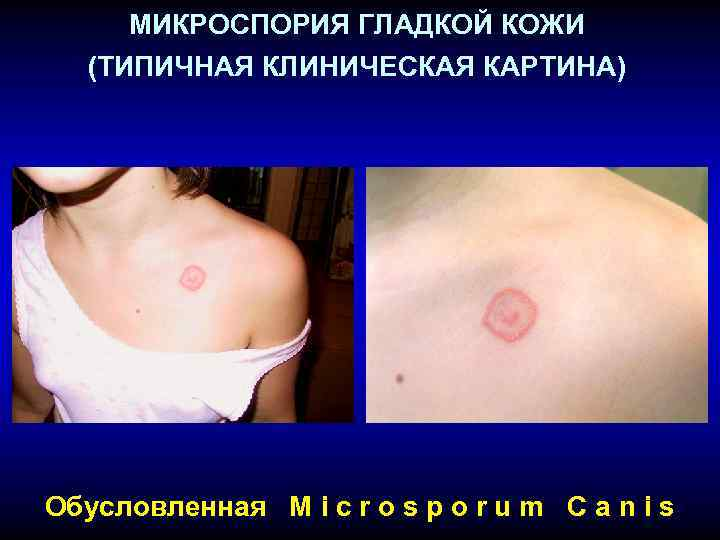 МИКРОСПОРИЯ ГЛАДКОЙ КОЖИ
(ТИПИЧНАЯ КЛИНИЧЕСКАЯ КАРТИНА)
Обусловленная M i c r o s p o r u m C a n i s